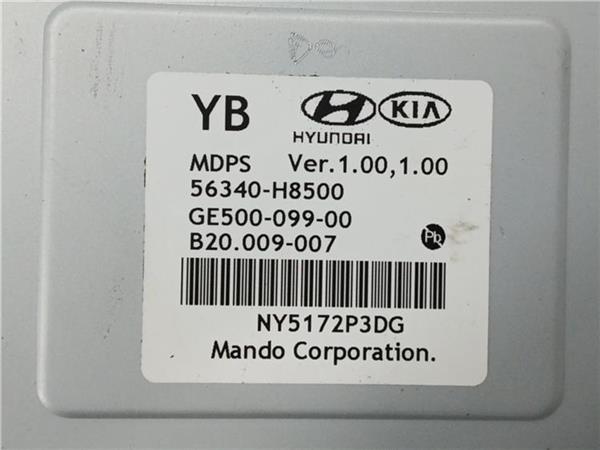 YB KIA
HYUNDAI
MDPS Ver.1.00,1.00
56340-H8500
GE500-099-00
B20.009-007
Pb
NY5172P3DG
Mando Corporation.